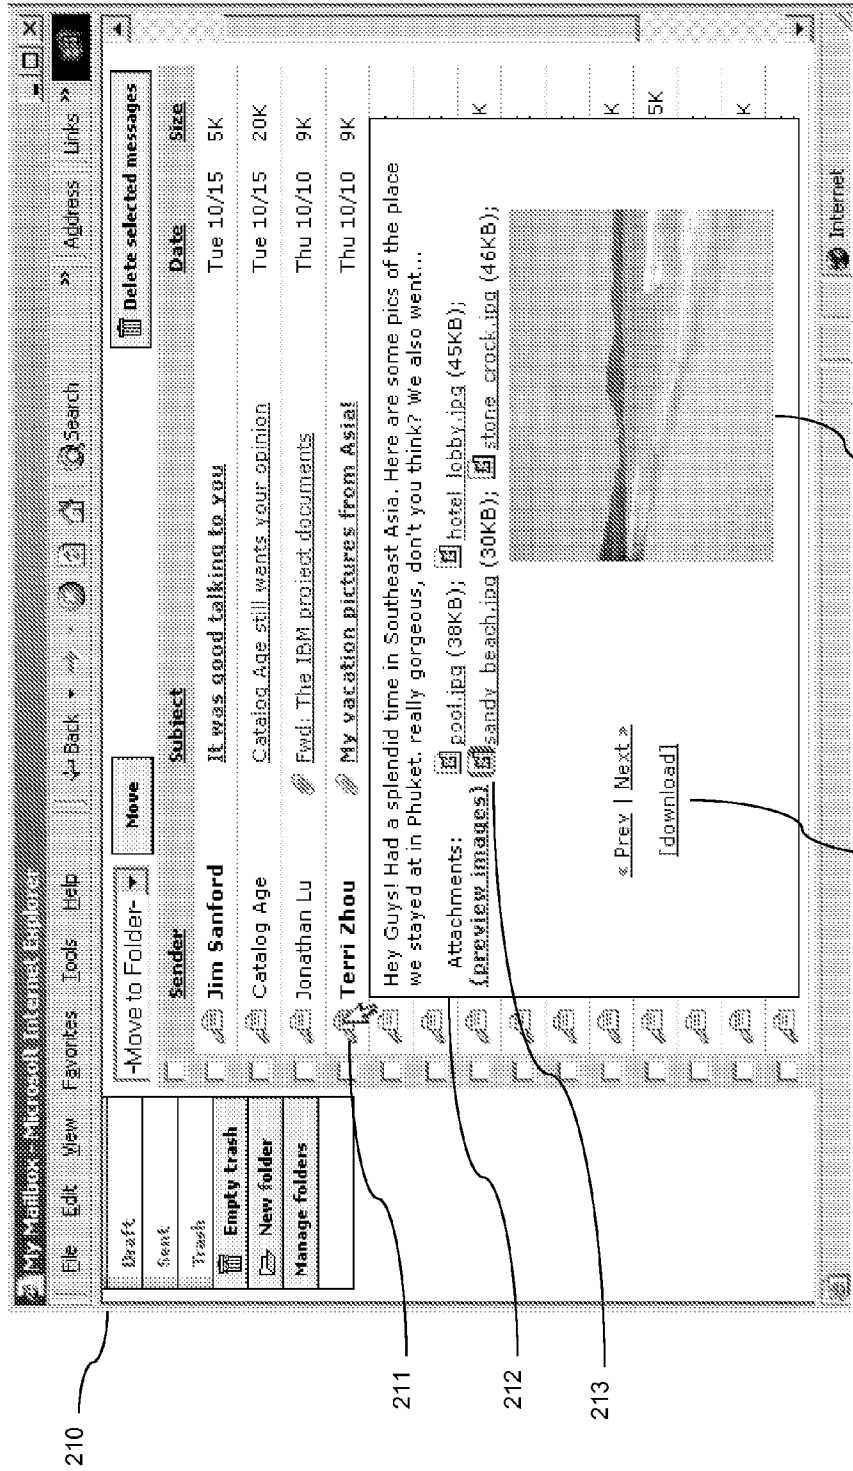 My Mailbox - Microsoft Internet Explorer
File Edit View Favorites Tools Help Back Search » Address Links »
Draft
Sent
Trash
Empty trash
New folder
Manage folders
-Move to Folder- Move Delete selected messages
Sender Subject Date Size
Jim Sanford It was good talking to you Tue 10/15 5K
Catalog Age Catalog Age still wants your opinion Tue 10/15 20K
Jonathan Lu Fwd: The IBM project documents Thu 10/10 9K
Terri Zhou My vacation pictures from Asia! Thu 10/10 9K
Hey Guys! Had a splendid time in Southeast Asia. Here are some pics of the place
we stayed at in Phuket. really gorgeous, don't you think? We also went...
Attachments: pool.jpg (38KB); hotel lobby.jpg (45KB);
(preview images) sandy beach.jpg (30KB); stone crock.jpg (46KB);
« Prev | Next »
[download]
K
K
5K
K
Internet
210
211
212
213